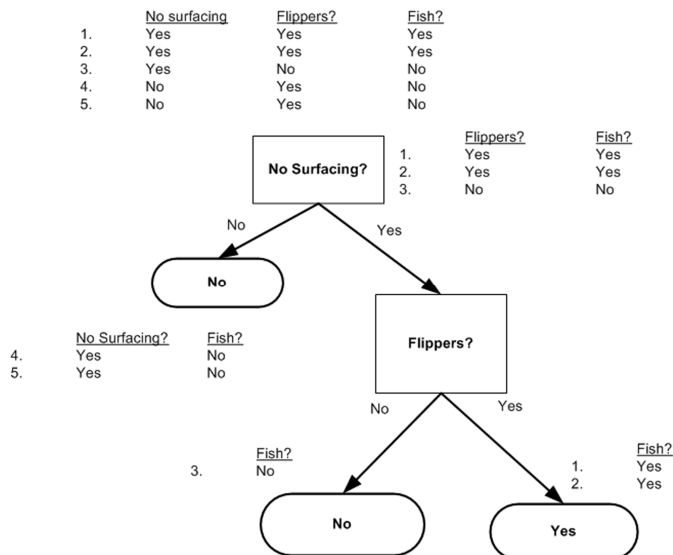 No surfacing Flippers? Fish?
1. Yes Yes Yes
2. Yes Yes Yes
3. Yes No No
4. No Yes No
5. No Yes No
No Surfacing?
Flippers? Fish?
1. Yes Yes
2. Yes Yes
3. No No
No
Yes
No
Flippers?
No Surfacing? Fish?
4. Yes No
5. Yes No
No
Yes
Fish?
3. No
Fish?
1. Yes
2. Yes
No
Yes